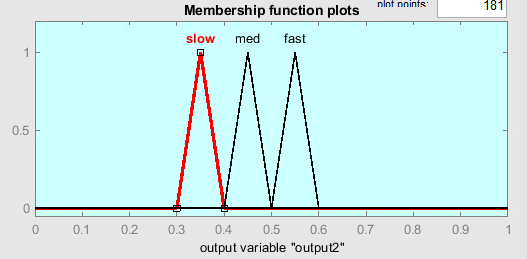 plot points: 181
Membership function plots
slow med fast
1
0.5
0
0 0.1 0.2 0.3 0.4 0.5 0.6 0.7 0.8 0.9 1
output variable "output2"